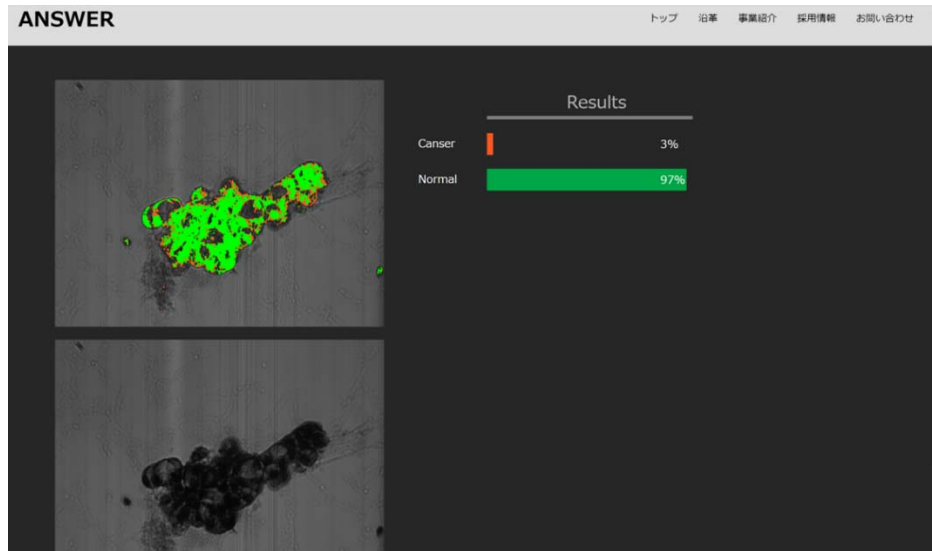 ANSWER
トップ 沿革 事業紹介 採用情報 お問い合わせ
Results
Canser 3%
Normal 97%